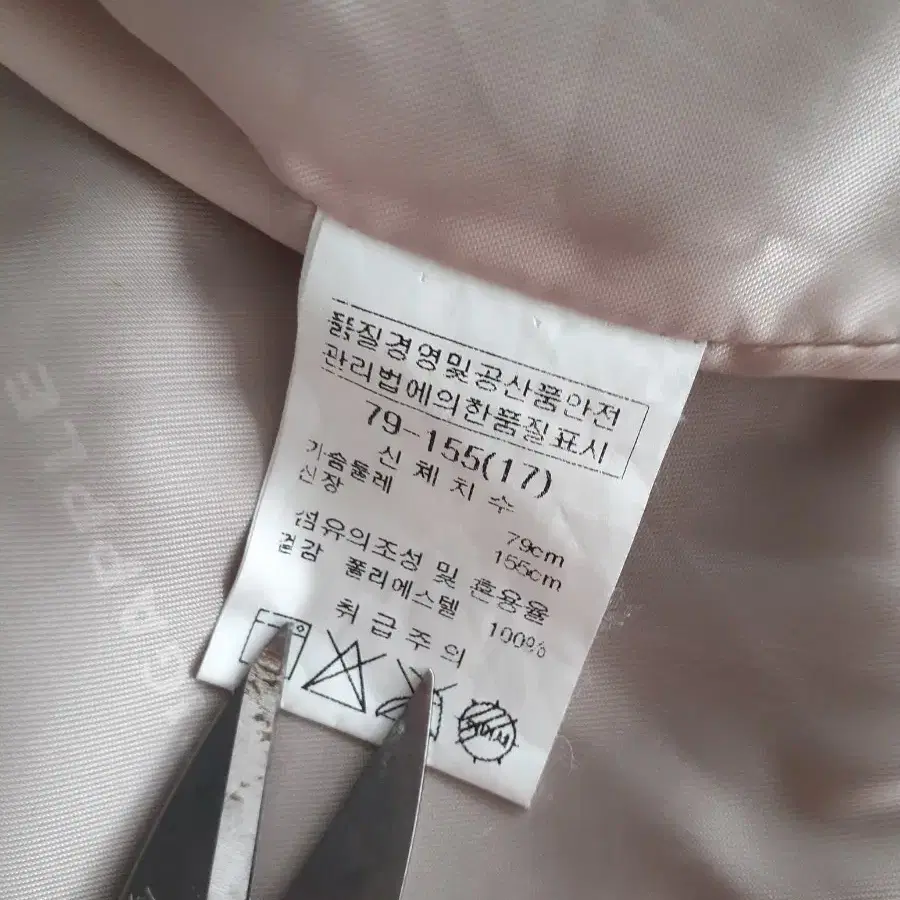 품질경영및공산품안전
관리법에의한품질표시
79-155(17)
신체치수
가슴둘레 79cm
신장 155cm
섬유의조성 및 혼용율
겉감 폴리에스텔 100%
취급주의